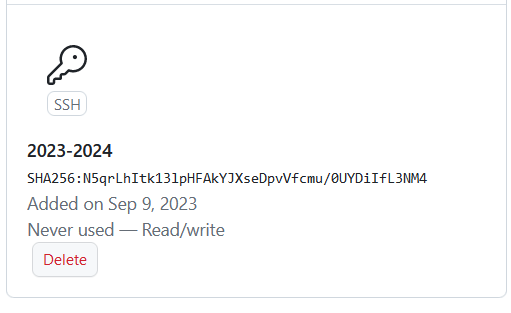 SSH
2023-2024
SHA256:N5qrLhItk13lpHFAkYJXseDpvVfcmu/0UYDiIfL3NM4
Added on Sep 9, 2023
Never used — Read/write
Delete